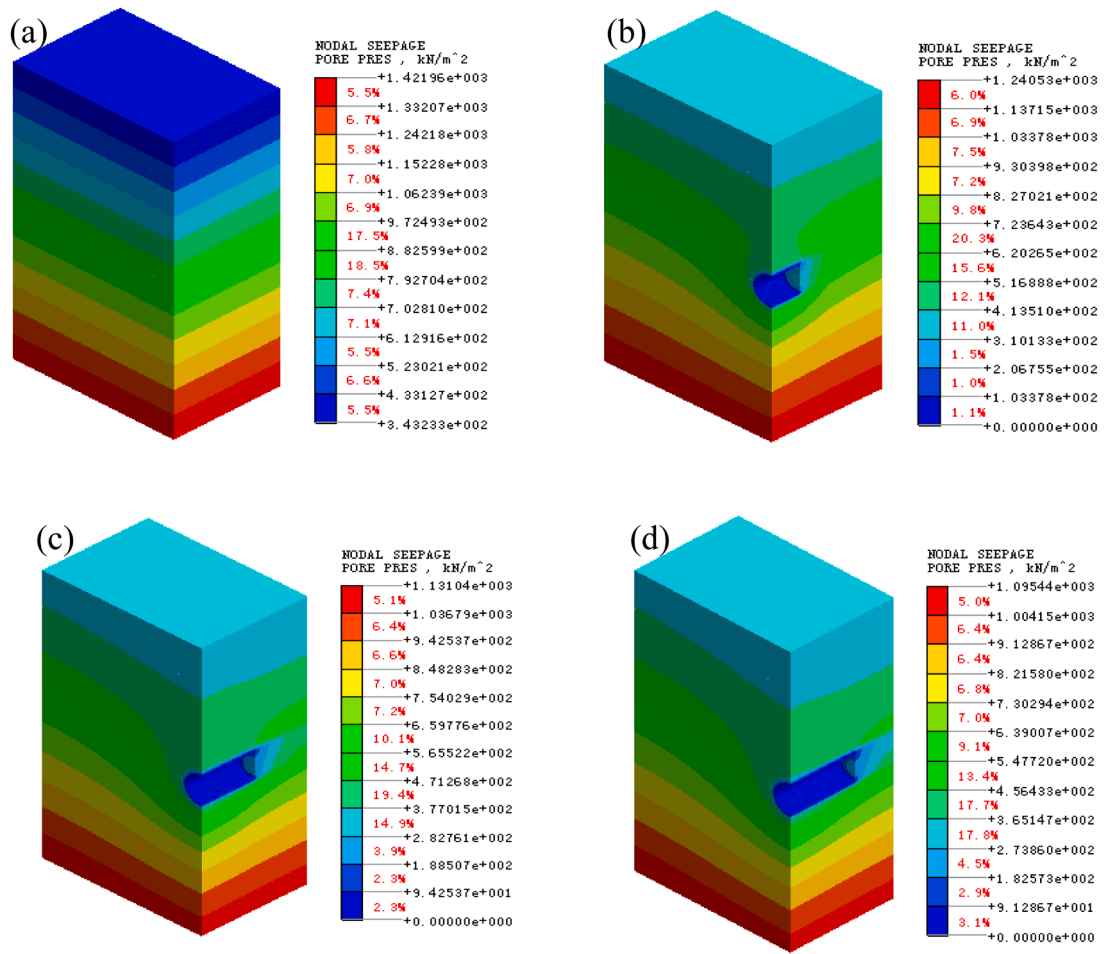 (a)
NODAL SEEPAGE
PORE PRES , kN/m^2
+1.42196e+003
5.5%
+1.33207e+003
6.7%
+1.24218e+003
5.8%
+1.15228e+003
7.0%
+1.06239e+003
6.9%
+9.72493e+002
17.5%
+8.82599e+002
18.5%
+7.92704e+002
7.4%
+7.02810e+002
7.1%
+6.12916e+002
5.5%
+5.23021e+002
6.6%
+4.33127e+002
5.5%
+3.43233e+002
(b)
NODAL SEEPAGE
PORE PRES , kN/m^2
+1.24053e+003
6.0%
+1.13715e+003
6.9%
+1.03378e+003
7.5%
+9.30398e+002
7.2%
+8.27021e+002
9.8%
+7.23643e+002
20.3%
+6.20265e+002
15.6%
+5.16888e+002
12.1%
+4.13510e+002
11.0%
+3.10133e+002
1.5%
+2.06755e+002
1.0%
+1.03378e+002
1.1%
+0.00000e+000
(c)
NODAL SEEPAGE
PORE PRES , kN/m^2
+1.13104e+003
5.1%
+1.03679e+003
6.4%
+9.42537e+002
6.6%
+8.48283e+002
7.0%
+7.54029e+002
7.2%
+6.59776e+002
10.1%
+5.65522e+002
14.7%
+4.71268e+002
19.4%
+3.77015e+002
14.9%
+2.82761e+002
3.9%
+1.88507e+002
2.3%
+9.42537e+001
2.3%
+0.00000e+000
(d)
NODAL SEEPAGE
PORE PRES , kN/m^2
+1.09544e+003
5.0%
+1.00415e+003
6.4%
+9.12867e+002
6.4%
+8.21580e+002
6.8%
+7.30294e+002
7.0%
+6.39007e+002
9.1%
+5.47720e+002
13.4%
+4.56433e+002
17.7%
+3.65147e+002
17.8%
+2.73860e+002
4.5%
+1.82573e+002
2.9%
+9.12867e+001
3.1%
+0.00000e+000